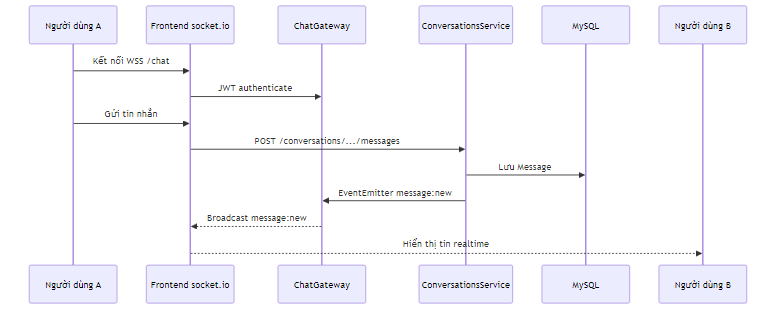 Người dùng A
Frontend socket.io
ChatGateway
ConversationsService
MySQL
Người dùng B
Kết nối WSS /chat
JWT authenticate
Gửi tin nhắn
POST /conversations/.../messages
Lưu Message
EventEmitter message:new
Broadcast message:new
Hiển thị tin realtime
Người dùng A
Frontend socket.io
ChatGateway
ConversationsService
MySQL
Người dùng B